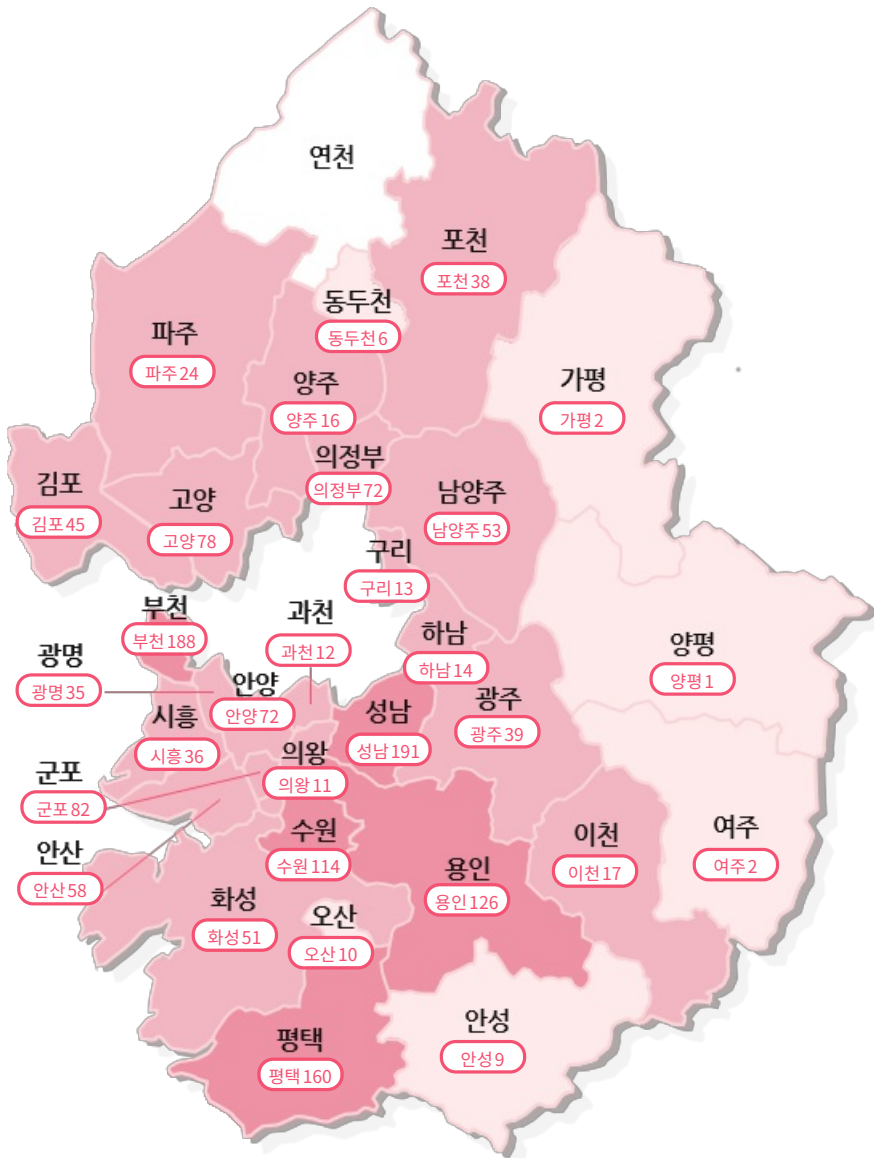 연천
포천
포천38
동두천
동두천6
파주
파주24
양주
양주16
가평
가평2
의정부
의정부72
김포
김포45
고양
고양78
남양주
남양주53
구리
구리13
부천
부천188
과천
과천12
하남
하남14
양평
양평1
광명
광명35
안양
안양72
시흥
시흥36
성남
성남191
광주
광주39
의왕
의왕11
군포
군포82
수원
수원114
이천
이천17
여주
여주2
안산
안산58
용인
용인126
화성
화성51
오산
오산10
안성
안성9
평택
평택160